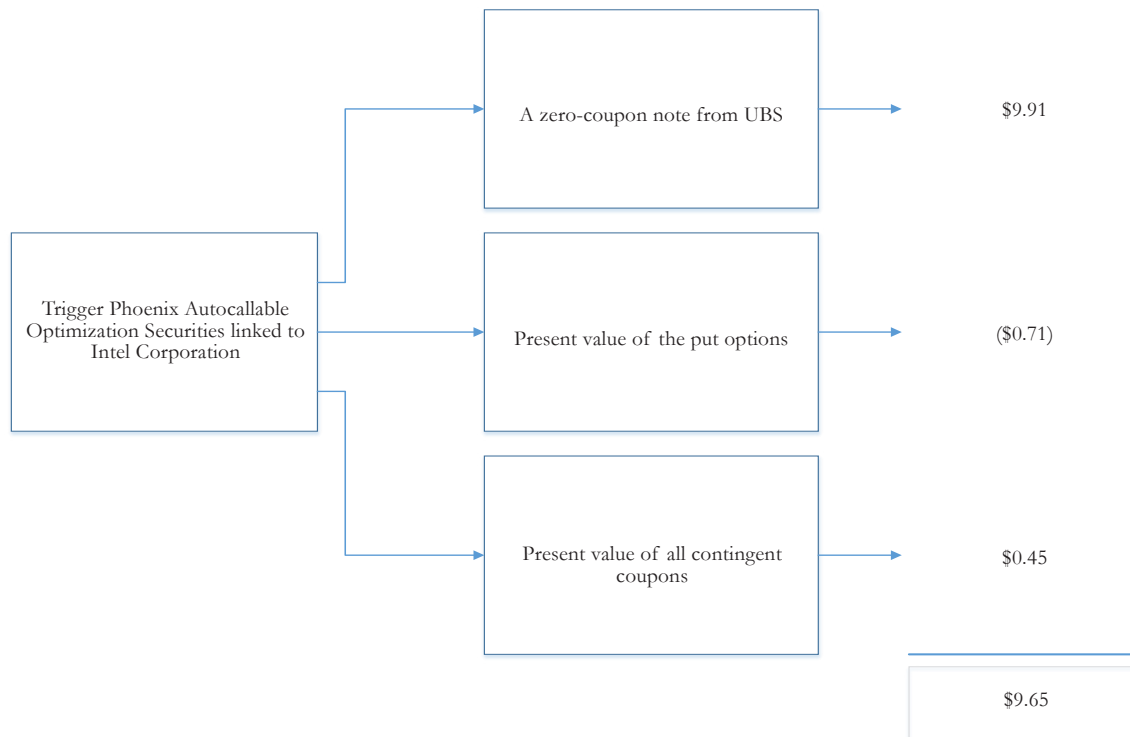 A zero-coupon note from UBS
$9.91
Trigger Phoenix Autocallable
Optimization Securities linked to
Intel Corporation
Present value of the put options
($0.71)
Present value of all contingent
coupons
$0.45
$9.65